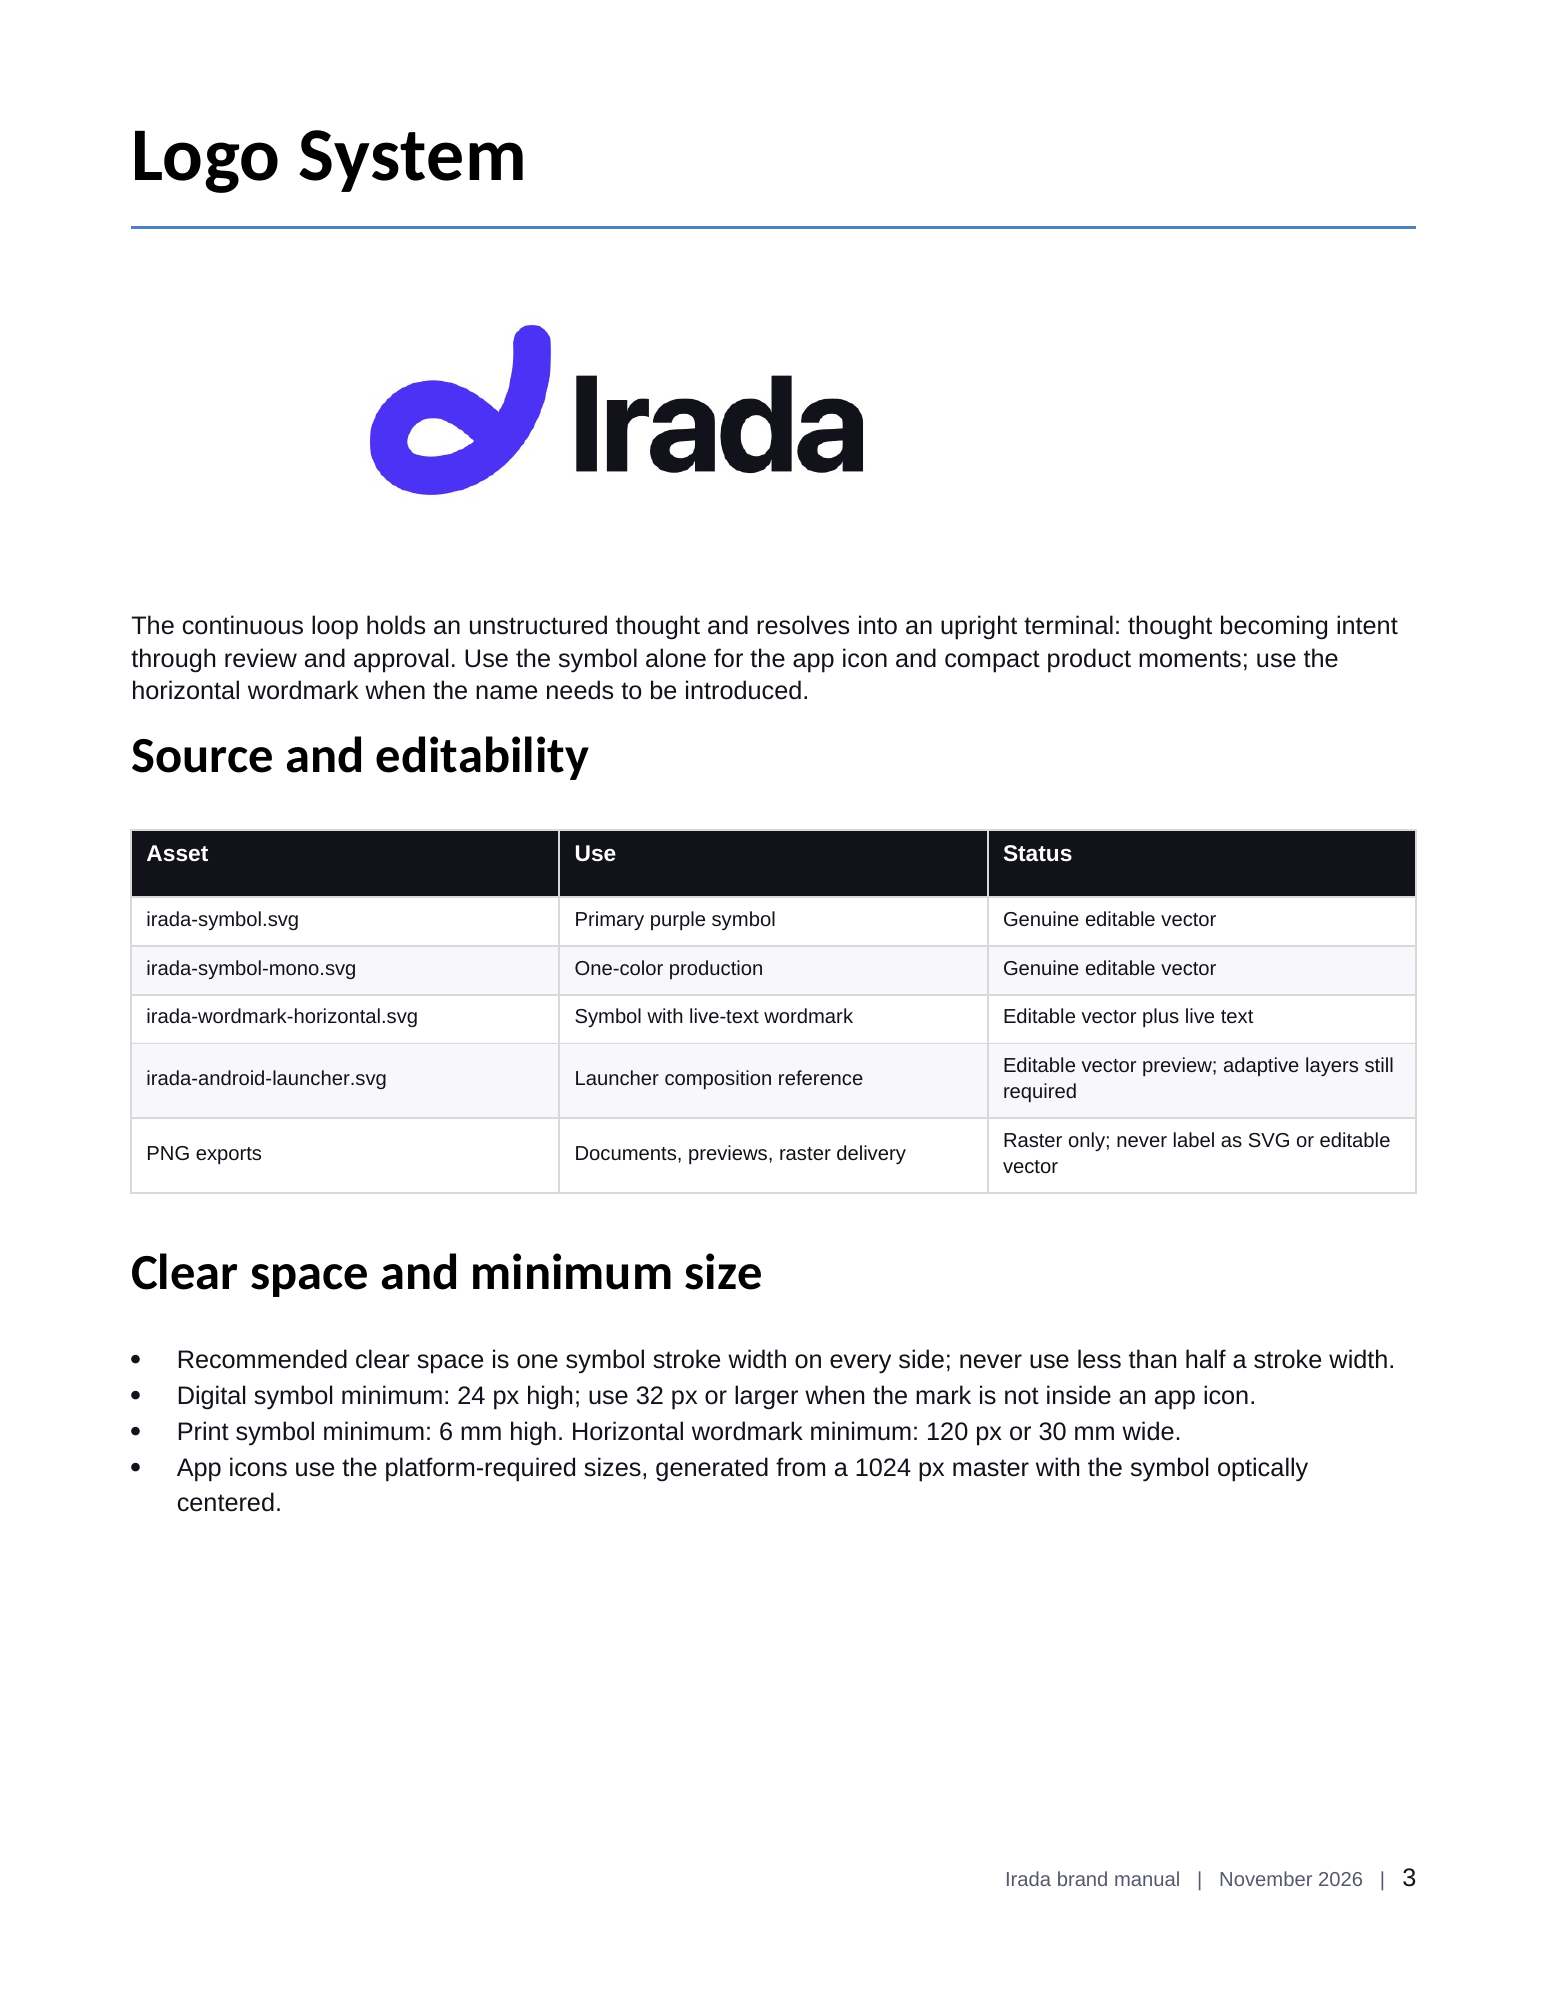 Logo System
Irada
The continuous loop holds an unstructured thought and resolves into an upright terminal: thought becoming intent
through review and approval. Use the symbol alone for the app icon and compact product moments; use the
horizontal wordmark when the name needs to be introduced.
Source and editability
Asset Use Status
irada-symbol.svg Primary purple symbol Genuine editable vector
irada-symbol-mono.svg One-color production Genuine editable vector
irada-wordmark-horizontal.svg Symbol with live-text wordmark Editable vector plus live text
irada-android-launcher.svg Launcher composition reference Editable vector preview; adaptive layers still
required
PNG exports Documents, previews, raster delivery Raster only; never label as SVG or editable
vector
Clear space and minimum size
• Recommended clear space is one symbol stroke width on every side; never use less than half a stroke width.
• Digital symbol minimum: 24 px high; use 32 px or larger when the mark is not inside an app icon.
• Print symbol minimum: 6 mm high. Horizontal wordmark minimum: 120 px or 30 mm wide.
• App icons use the platform-required sizes, generated from a 1024 px master with the symbol optically
centered.
Irada brand manual | November 2026 | 3